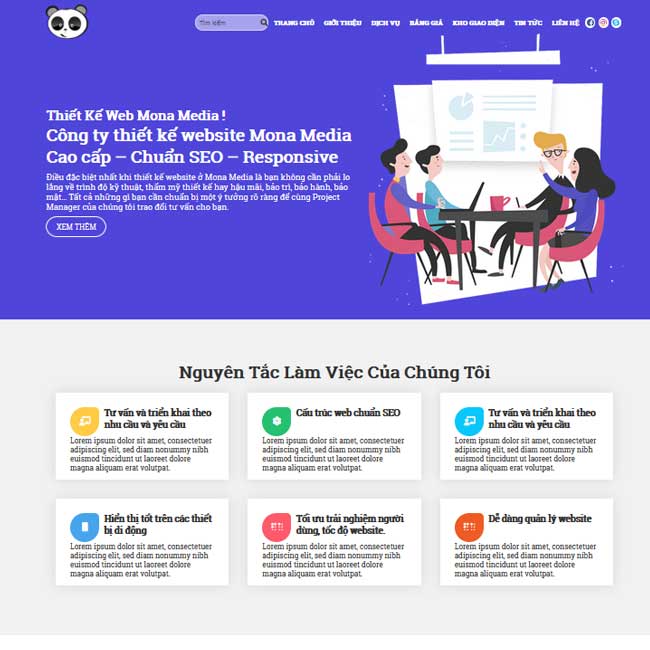 Tìm kiếm
TRANG CHỦ GIỚI THIỆU DỊCH VỤ BẢNG GIÁ KHO GIAO DIỆN TIN TỨC LIÊN HỆ
Thiết Kế Web Mona Media !
Công ty thiết kế website Mona Media
Cao cấp – Chuẩn SEO – Responsive
Điều đặc biệt nhất khi thiết kế website ở Mona Media là bạn không cần phải lo
lắng về trình độ kỹ thuật, thẩm mỹ thiết kế hay hậu mãi, bảo trì, bảo hành, bảo
mật... Tất cả những gì bạn cần chuẩn bị một ý tưởng rõ ràng để cùng Project
Manager của chúng tôi trao đổi tư vấn cho bạn.
XEM THÊM
Nguyên Tắc Làm Việc Của Chúng Tôi
Tư vấn và triển khai theo
nhu cầu và yêu cầu
Lorem ipsum dolor sit amet, consectetuer
adipiscing elit, sed diam nonummy nibh
euismod tincidunt ut laoreet dolore
magna aliquam erat volutpat.
Cấu trúc web chuẩn SEO
Lorem ipsum dolor sit amet, consectetuer
adipiscing elit, sed diam nonummy nibh
euismod tincidunt ut laoreet dolore
magna aliquam erat volutpat.
Tư vấn và triển khai theo
nhu cầu và yêu cầu
Lorem ipsum dolor sit amet, consectetuer
adipiscing elit, sed diam nonummy nibh
euismod tincidunt ut laoreet dolore
magna aliquam erat volutpat.
Hiển thị tốt trên các thiết
bị di động
Lorem ipsum dolor sit amet, consectetuer
adipiscing elit, sed diam nonummy nibh
euismod tincidunt ut laoreet dolore
magna aliquam erat volutpat.
Tối ưu trải nghiệm người
dùng, tốc độ website.
Lorem ipsum dolor sit amet, consectetuer
adipiscing elit, sed diam nonummy nibh
euismod tincidunt ut laoreet dolore
magna aliquam erat volutpat.
Dễ dàng quản lý website
Lorem ipsum dolor sit amet, consectetuer
adipiscing elit, sed diam nonummy nibh
euismod tincidunt ut laoreet dolore
magna aliquam erat volutpat.